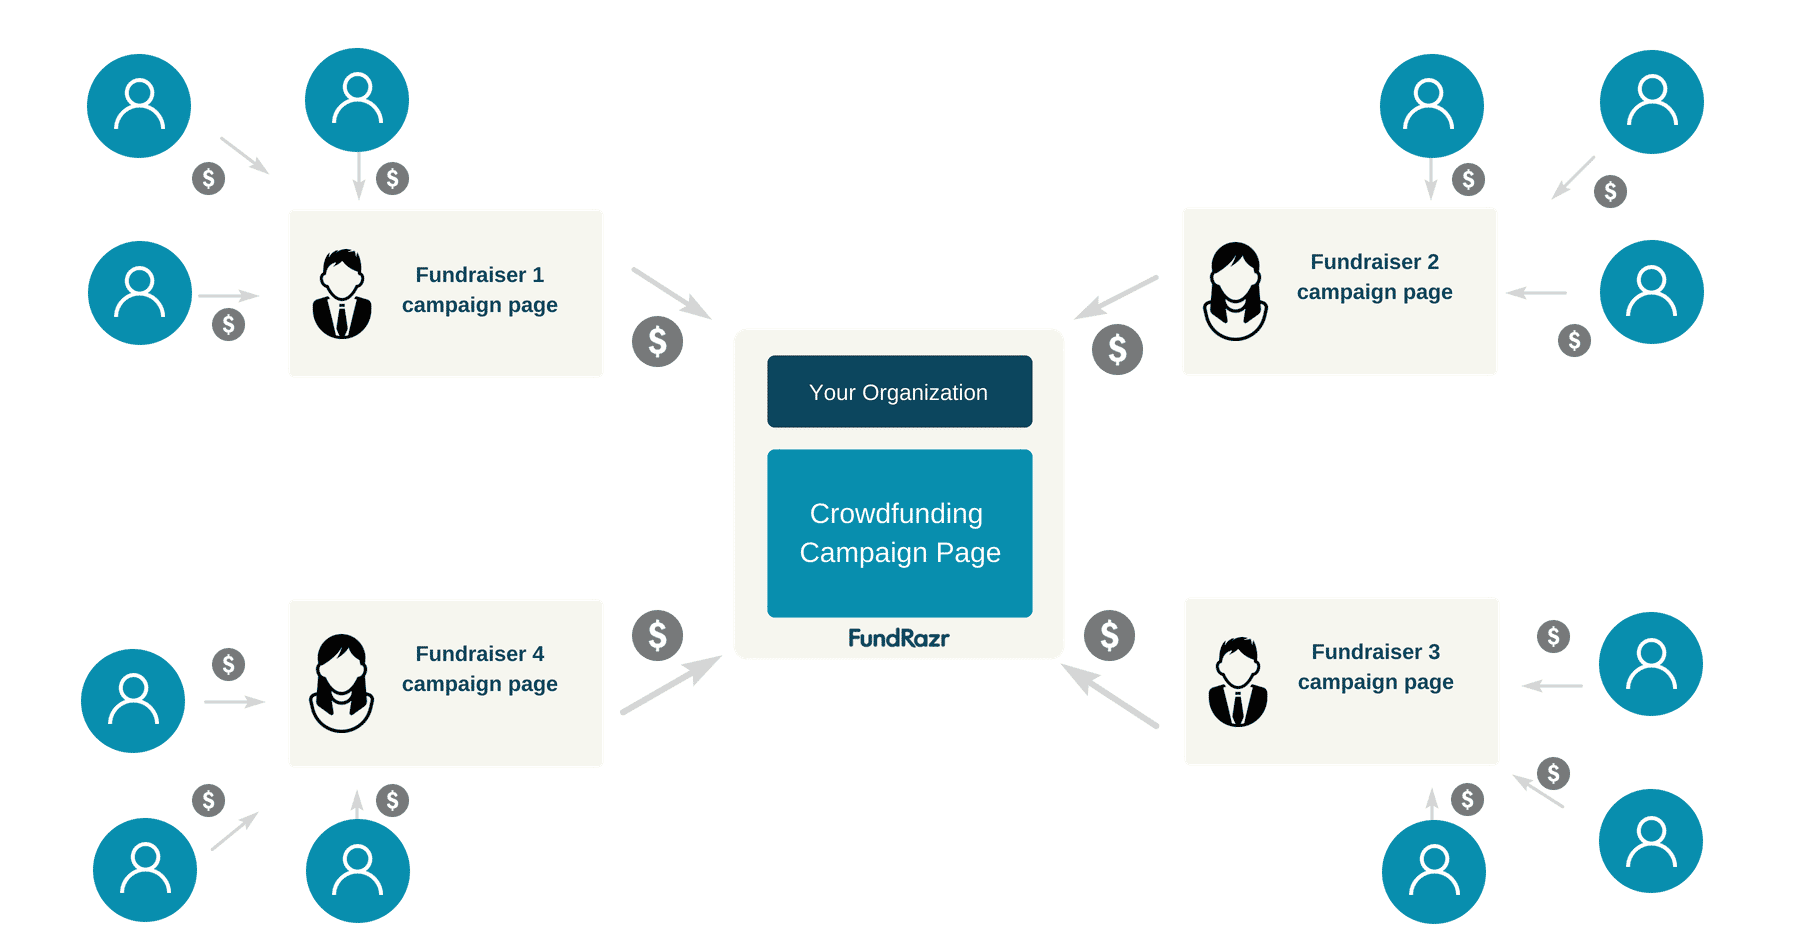 $
$
$
$
Fundraiser 1
campaign page
Fundraiser 2
campaign page
$
$
$
$
Your Organization
Crowdfunding
Campaign Page
FundRazr
$
$
Fundraiser 4
campaign page
Fundraiser 3
campaign page
$
$
$
$
$
$